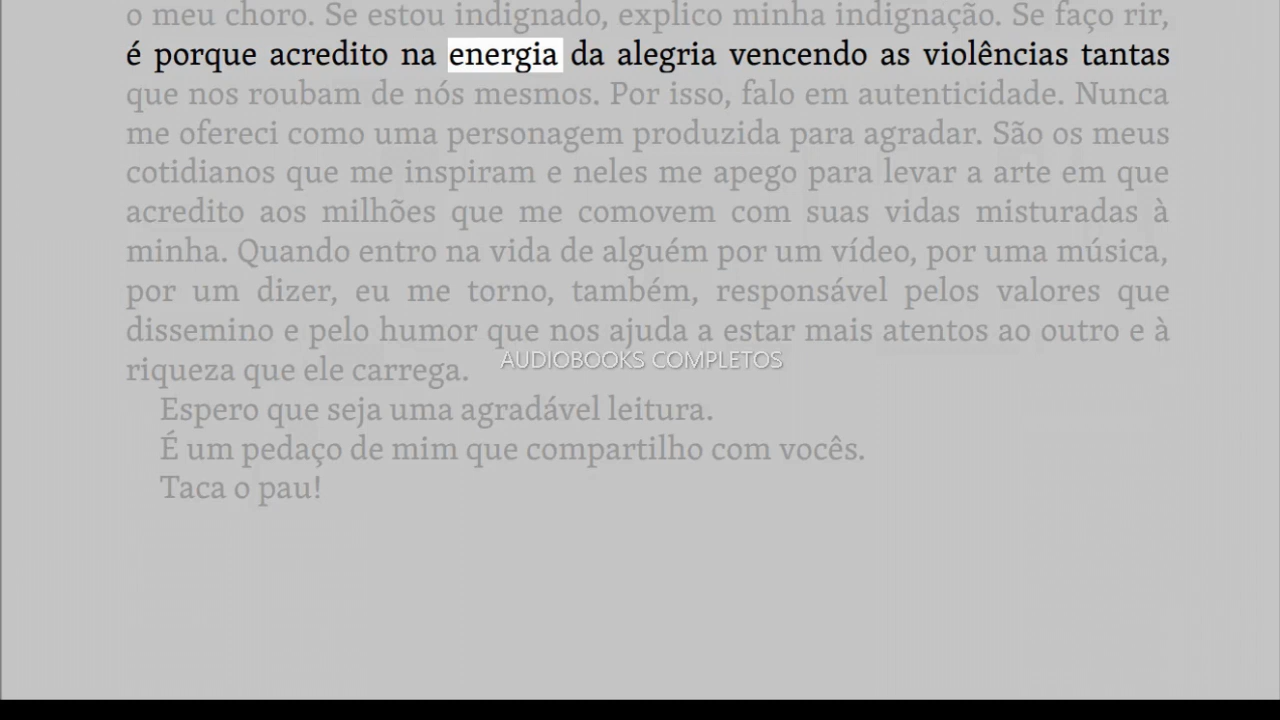 o meu choro. Se estou indignado, explico minha indignação. Se faço rir,
é porque acredito na energia da alegria vencendo as violências tantas
que nos roubam de nós mesmos. Por isso, falo em autenticidade. Nunca
me ofereci como uma personagem produzida para agradar. São os meus
cotidianos que me inspiram e neles me apego para levar a arte em que
acredito aos milhões que me comovem com suas vidas misturadas à
minha. Quando entro na vida de alguém por um vídeo, por uma música,
por um dizer, eu me torno, também, responsável pelos valores que
dissemino e pelo humor que nos ajuda a estar mais atentos ao outro e à
AUDIOBOOKS COMPLETOS
riqueza que ele carrega.
Espero que seja uma agradável leitura.
É um pedaço de mim que compartilho com vocês.
Taca o pau!